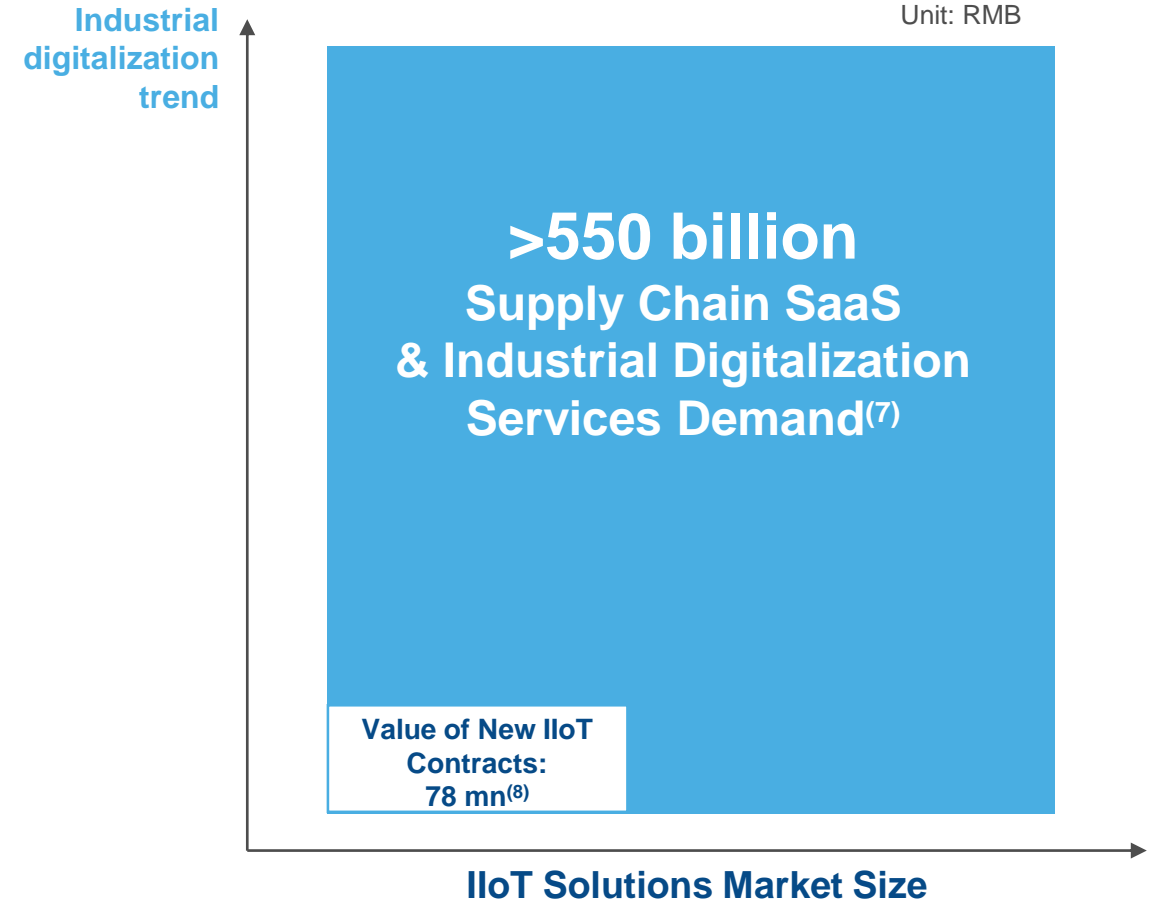 Industrial
digitalization
trend
Unit: RMB
>550 billion
Supply Chain SaaS
& Industrial Digitalization
Services Demand(7)
Value of New IIoT
Contracts:
78 mn(8)
IIoT Solutions Market Size